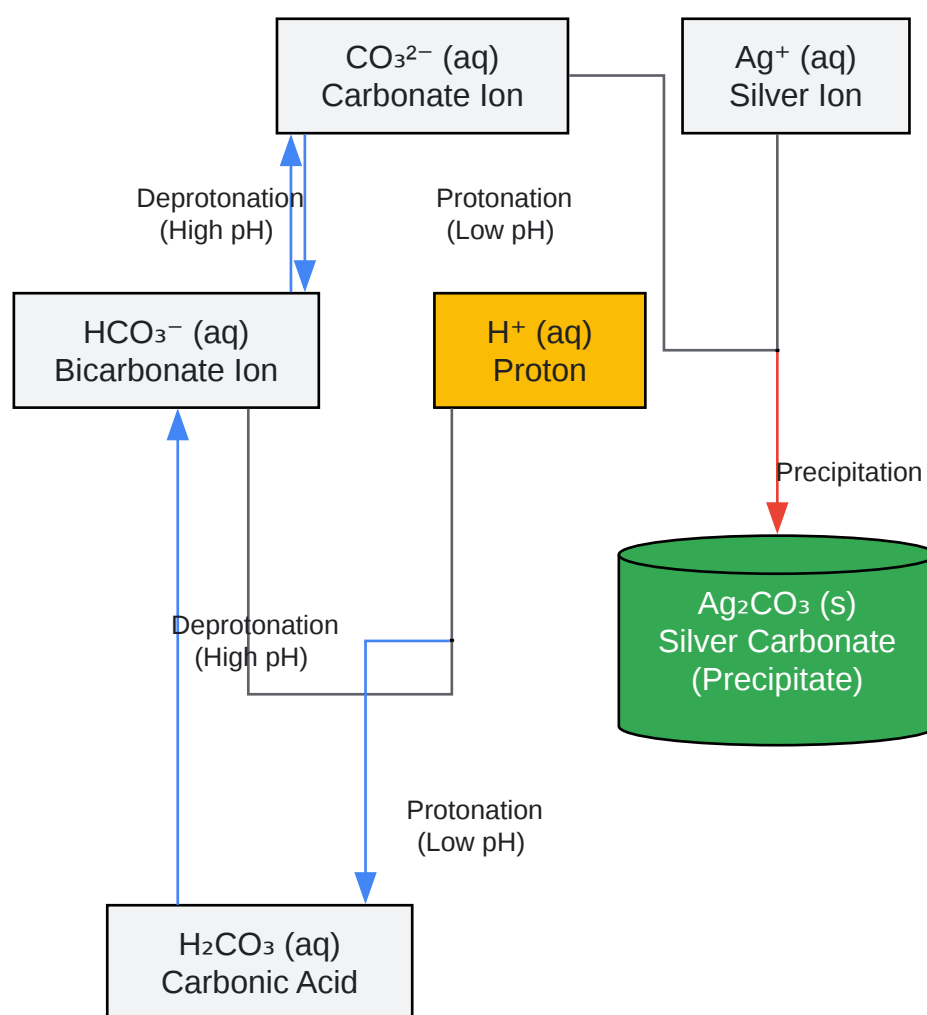 CO₃²⁻ (aq)
Carbonate Ion
Ag⁺ (aq)
Silver Ion
Deprotonation
(High pH)
Protonation
(Low pH)
HCO₃⁻ (aq)
Bicarbonate Ion
H⁺ (aq)
Proton
Precipitation
Ag₂CO₃ (s)
Silver Carbonate
(Precipitate)
Deprotonation
(High pH)
Protonation
(Low pH)
H₂CO₃ (aq)
Carbonic Acid